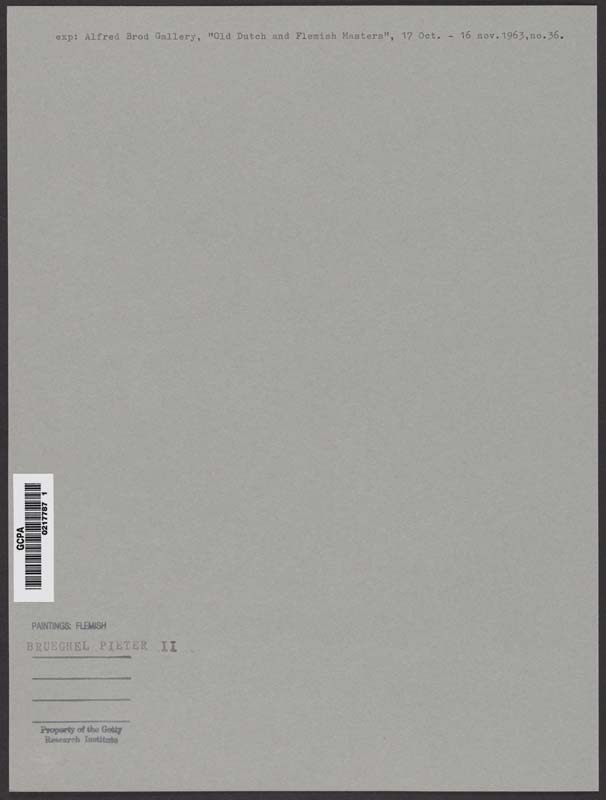 exp: Alfred Brod Gallery, "Old Dutch and Flemish Masters", 17 Oct. - 16 nov.1963,no.36.
GCPA
0217787 1
PAINTINGS: FLEMISH
BRUEGHEL PIETER II
Property of the Getty
Research Institute